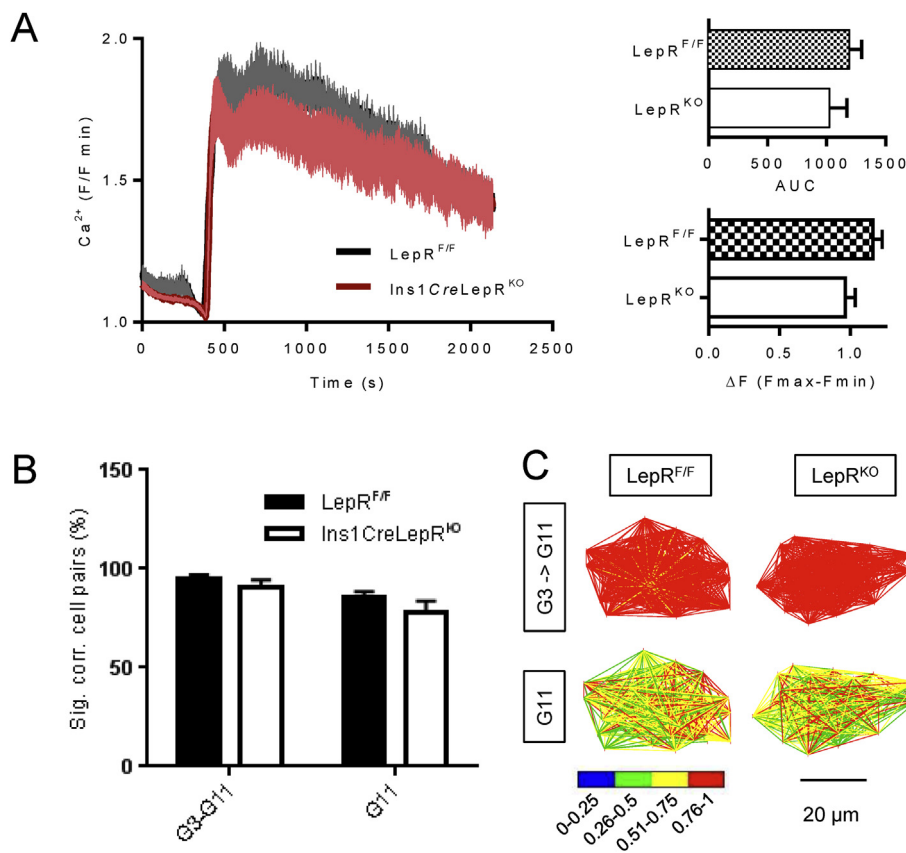 A
2.0
1.5
1.0
Ca²⁺ (F/F min)
0
500
1000
1500
2000
2500
Time (s)
LepR^F/F
Ins1CreLepR^KO
LepR^F/F
LepR^KO
0
500
1000
1500
AUC
LepR^F/F
LepR^KO
0.0
0.5
1.0
ΔF (Fmax-Fmin)
B
150
100
50
0
Sig. corr. cell pairs (%)
LepR^F/F
Ins1CreLepR^KO
G3-G11
G11
C
LepR^F/F
LepR^KO
G3 -> G11
G11
0-0.25
0.26-0.5
0.51-0.75
0.76-1
20 µm